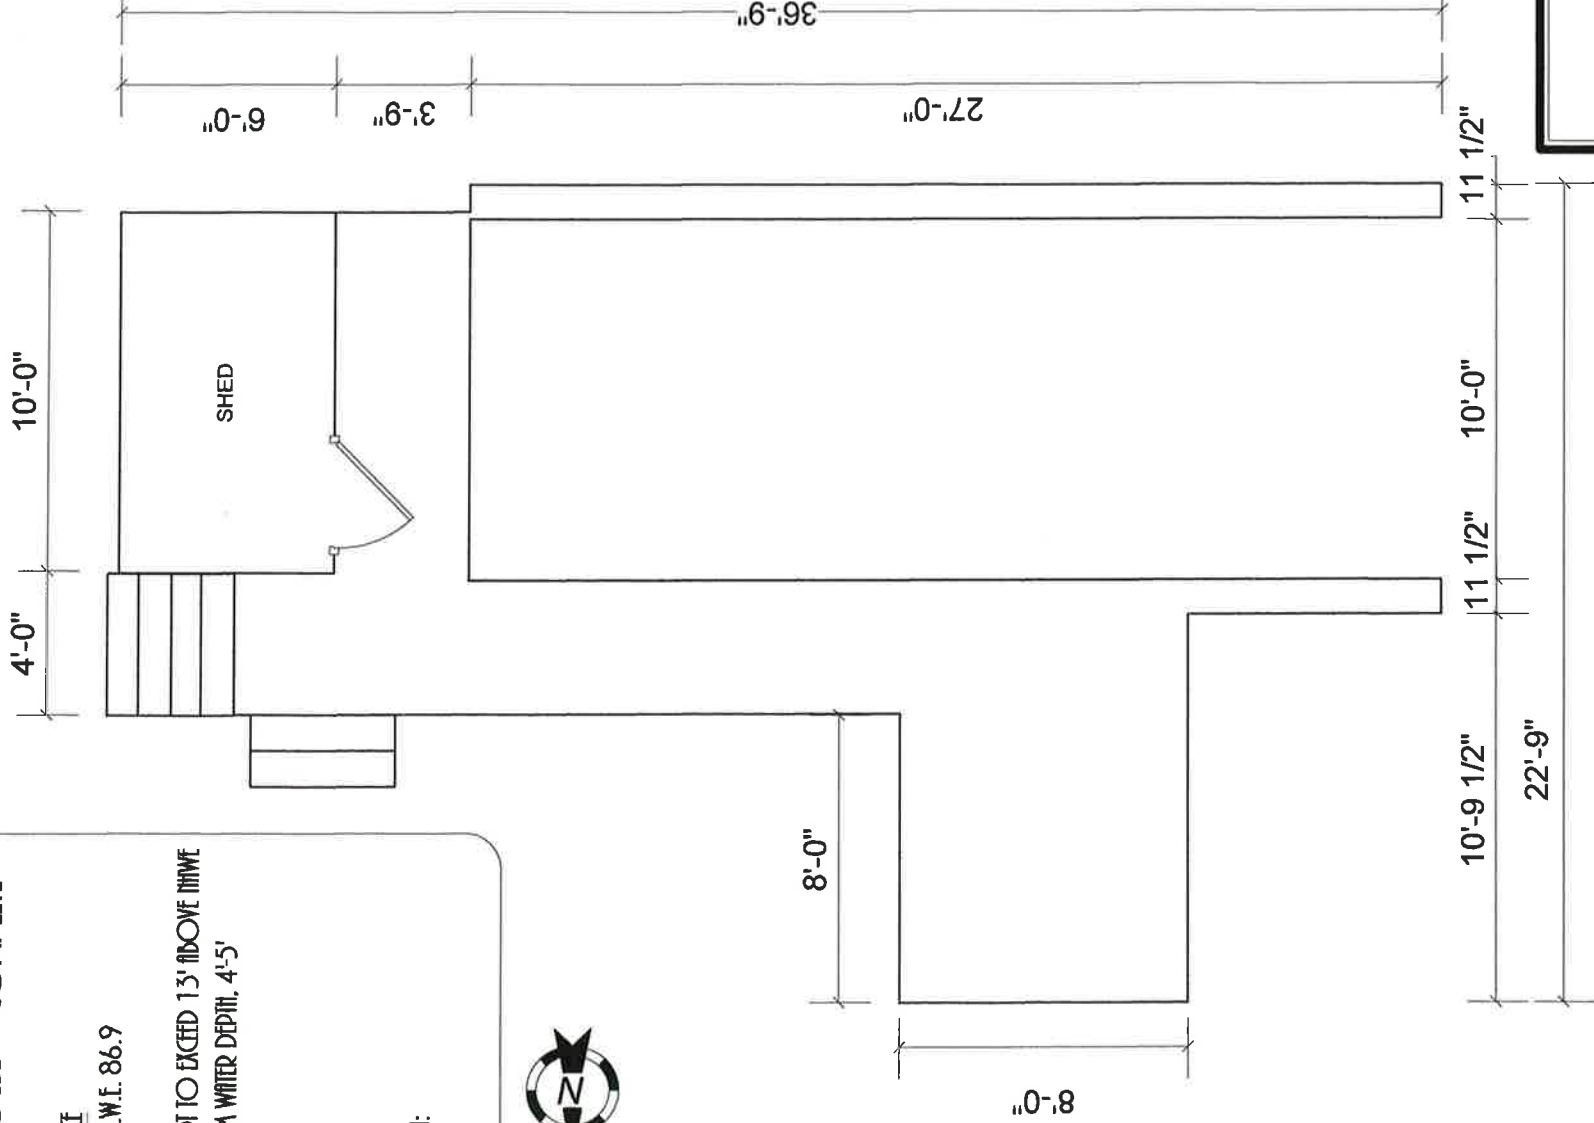 36'-9"
6'-0"
3'-9"
27'-0"
11 1/2"
10'-0"
SHED
10'-0"
4'-0"
11 1/2"
8'-0"
10'-9 1/2"
22'-9"
8'-0"
W.E. 86.9
TO EXCEED 13' ABOVE
WATER DEPTH, 4'-5'
N